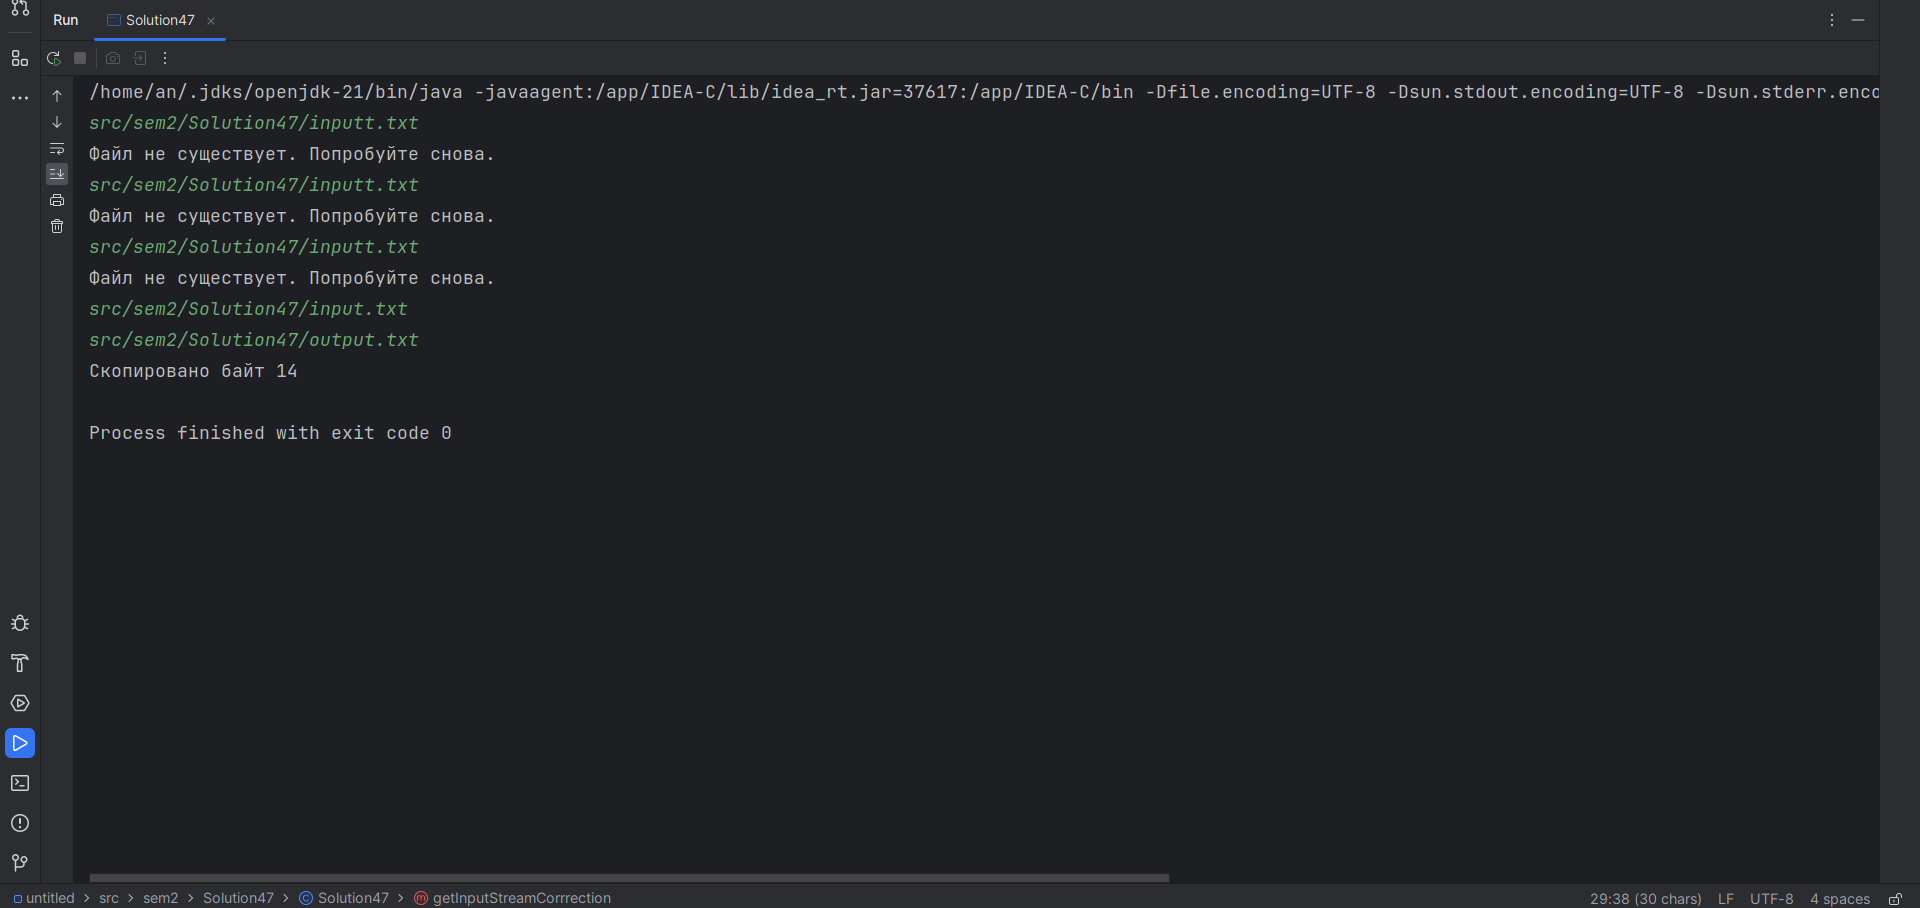 Run Solution47
/home/an/.jdks/openjdk-21/bin/java -javaagent:/app/IDEA-C/lib/idea_rt.jar=37617:/app/IDEA-C/bin -Dfile.encoding=UTF-8 -Dsun.stdout.encoding=UTF-8 -Dsun.stderr.enco
src/sem2/Solution47/inputt.txt
Файл не существует. Попробуйте снова.
src/sem2/Solution47/inputt.txt
Файл не существует. Попробуйте снова.
src/sem2/Solution47/inputt.txt
Файл не существует. Попробуйте снова.
src/sem2/Solution47/input.txt
src/sem2/Solution47/output.txt
Скопировано байт 14
Process finished with exit code 0
untitled > src > sem2 > Solution47 > Solution47 > getInputStreamCorrrection 29:38 (30 chars) LF UTF-8 4 spaces